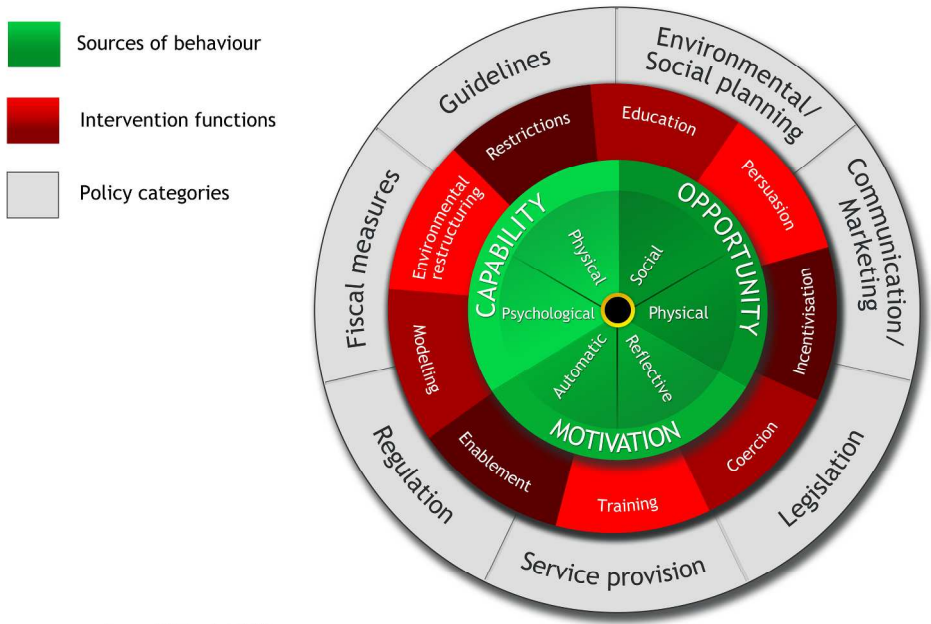 Sources of behaviour
Intervention functions
Policy categories
Guidelines
Environmental/
Social planning
Communication/
Marketing
Legislation
Service provision
Regulation
Fiscal measures
Restrictions
Education
Persuasion
Incentivisation
Coercion
Training
Enablement
Modelling
Environmental
restructuring
CAPABILITY
OPPORTUNITY
MOTIVATION
Physical
Social
Physical
Reflective
Automatic
Psychological